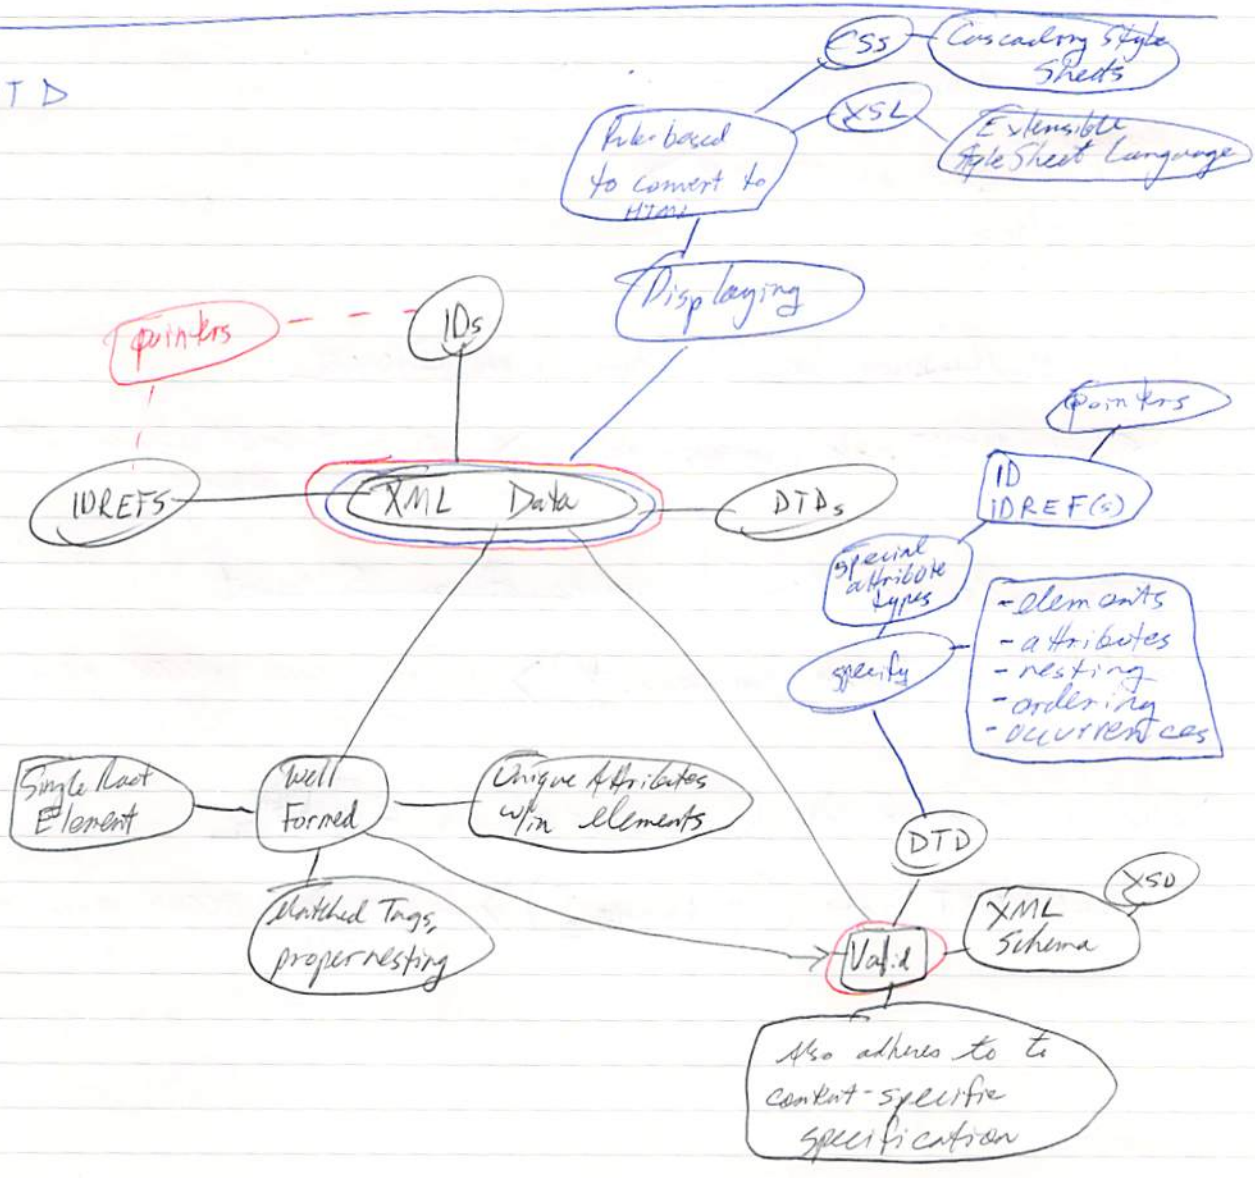 TD
CSS
Cascading Style
Sheets
XSL
Extensible
StyleSheet Language
Rule-based
to convert to
HTML
Displaying
IDs
pointers
pointers
ID
IDREF(s)
IDREFS
XML Data
DTDs
special
attribute
types
- elements
- attributes
- nesting
- ordering
- occurrences
specify
Single Root
Element
Well
Formed
Unique Attributes
w/in elements
DTD
XSD
XML
Schema
Matched Tags,
proper nesting
Valid
Also adheres to
content-specific
specification